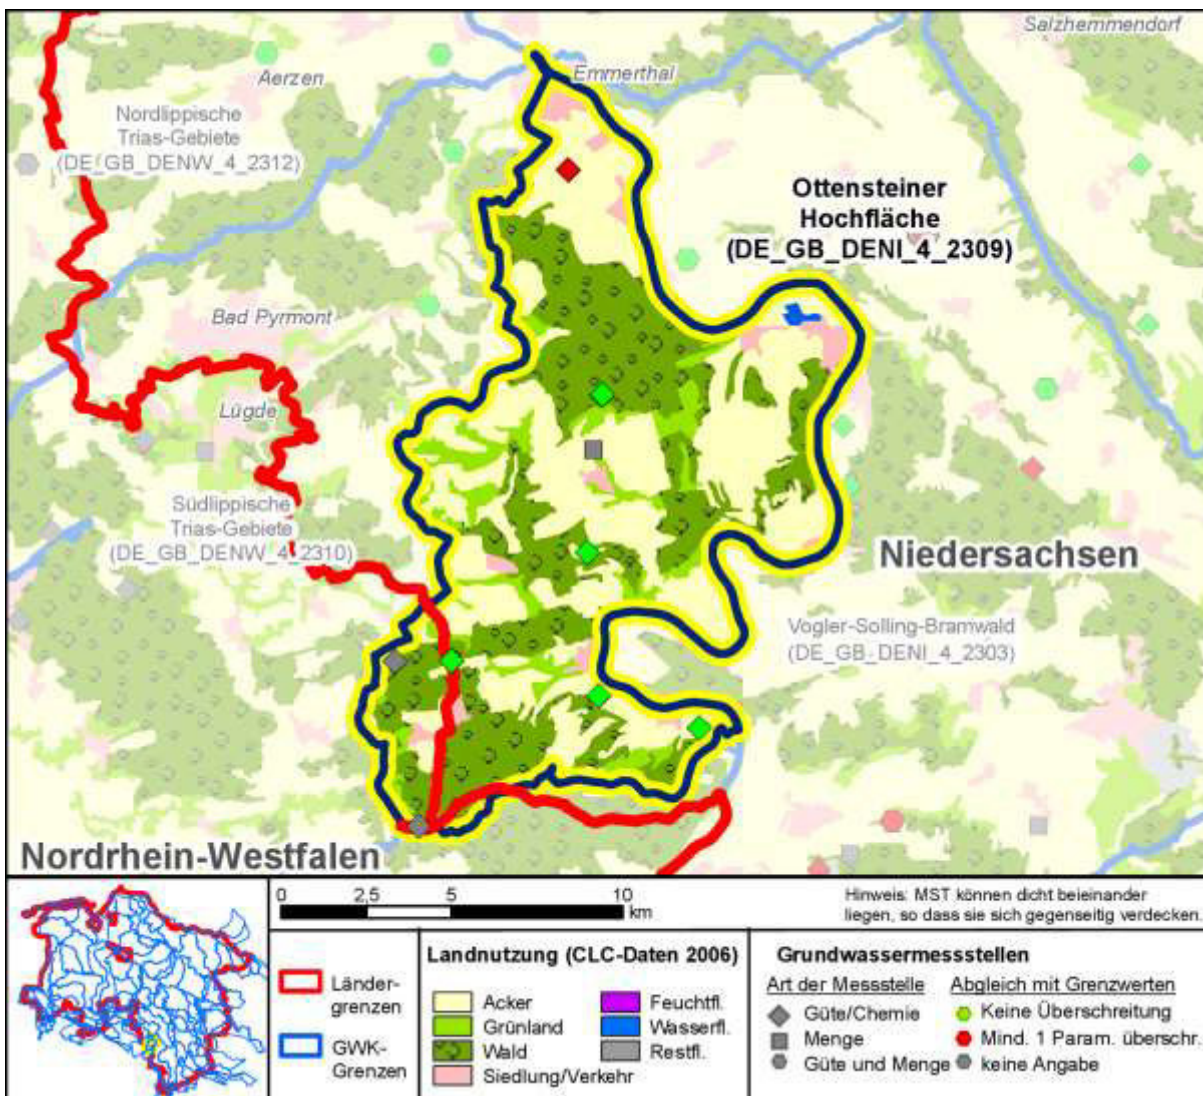 Salzhemmendorf
Emmerthal
Aerzen
Nordlippische
Trias-Gebiete
(DE_GB_DENW_4_2312)
Ottensteiner
Hochfläche
(DE_GB_DENI_4_2309)
Bad Pyrmont
Lügde
Südlippische
Trias-Gebiete
(DE_GB_DENW_4_2310)
Niedersachsen
Vogler-Solling-Bramwald
(DE_GB_DENI_4_2303)
Nordrhein-Westfalen
0 2,5 5 10
km
Hinweis: MST können dicht beieinander
liegen, so dass sie sich gegenseitig verdecken.
Länder-
grenzen
GWK-
Grenzen
Landnutzung (CLC-Daten 2006)
Acker
Grünland
Wald
Siedlung/Verkehr
Feuchtfl.
Wasserfl.
Restfl.
Grundwassermessstellen
Art der Messstelle
Güte/Chemie
Menge
Güte und Menge
Abgleich mit Grenzwerten
Keine Überschreitung
Mind. 1 Param. überschr.
keine Angabe